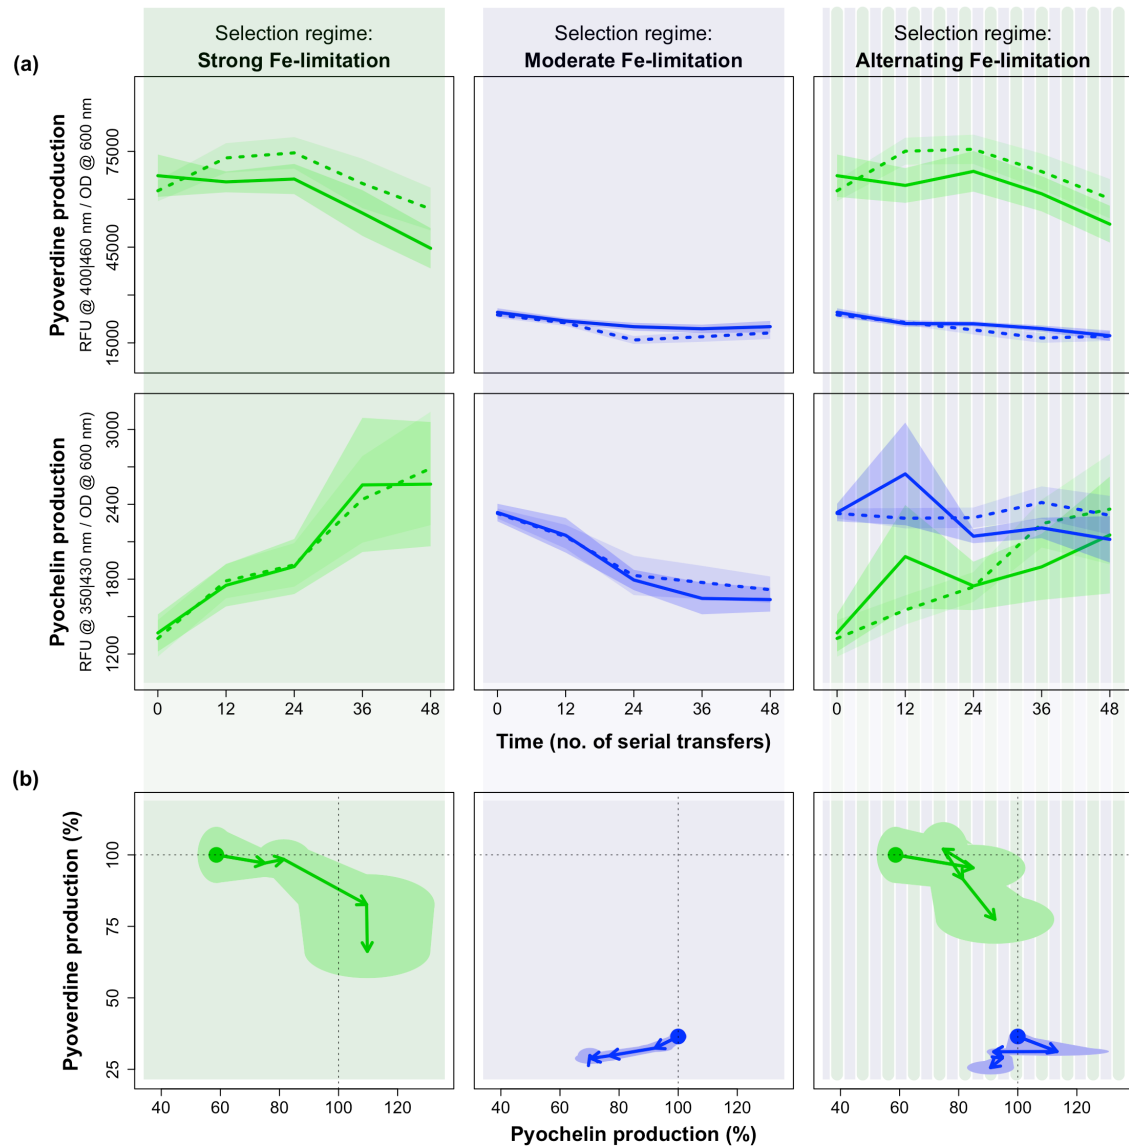 Selection regime:
Strong Fe-limitation
Selection regime:
Moderate Fe-limitation
Selection regime:
Alternating Fe-limitation
(a)
Pyoverdine production
RFU @ 400|460 nm / OD @ 600 nm
75000
45000
15000
Pyochelin production
RFU @ 350|430 nm / OD @ 600 nm)
3000
2400
1800
1200
0 12 24 36 48
0 12 24 36 48
0 12 24 36 48
Time (no. of serial transfers)
(b)
Pyoverdine production (%)
100
75
50
25
40 60 80 100 120
40 60 80 100 120
40 60 80 100 120
Pyochelin production (%)